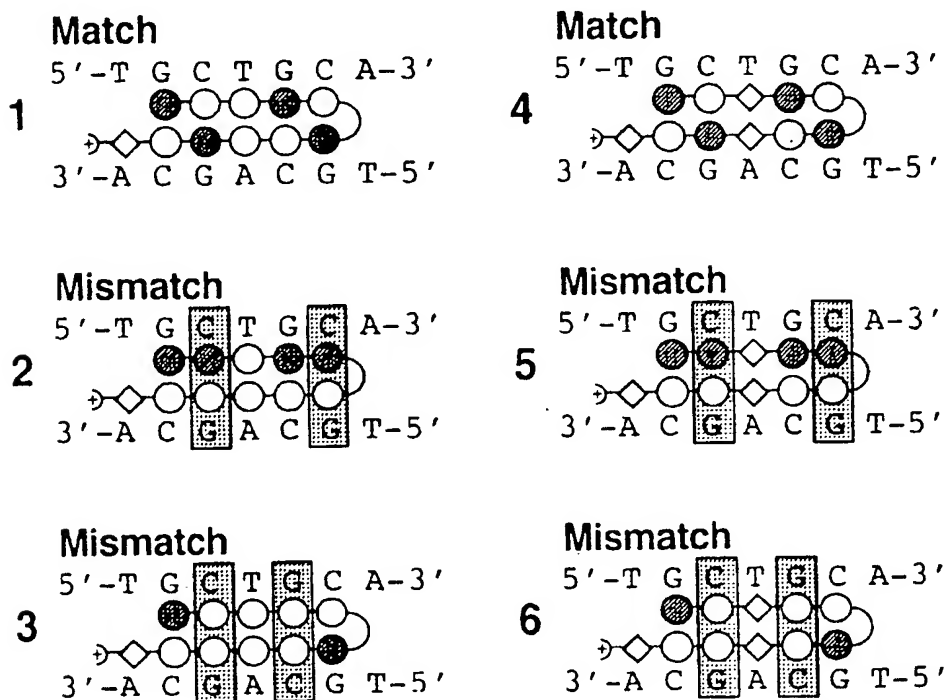 Match
5'-T G C T G C A-3'
1
3'-A C G A C G T-5'
Match
5'-T G C T G C A-3'
4
3'-A C G A C G T-5'
Mismatch
5'-T G C T G C A-3'
2
3'-A C G A C G T-5'
Mismatch
5'-T G C T G C A-3'
5
3'-A C G A C G T-5'
Mismatch
5'-T G C T G C A-3'
3
3'-A C G A C G T-5'
Mismatch
5'-T G C T G C A-3'
6
3'-A C G A C G T-5'